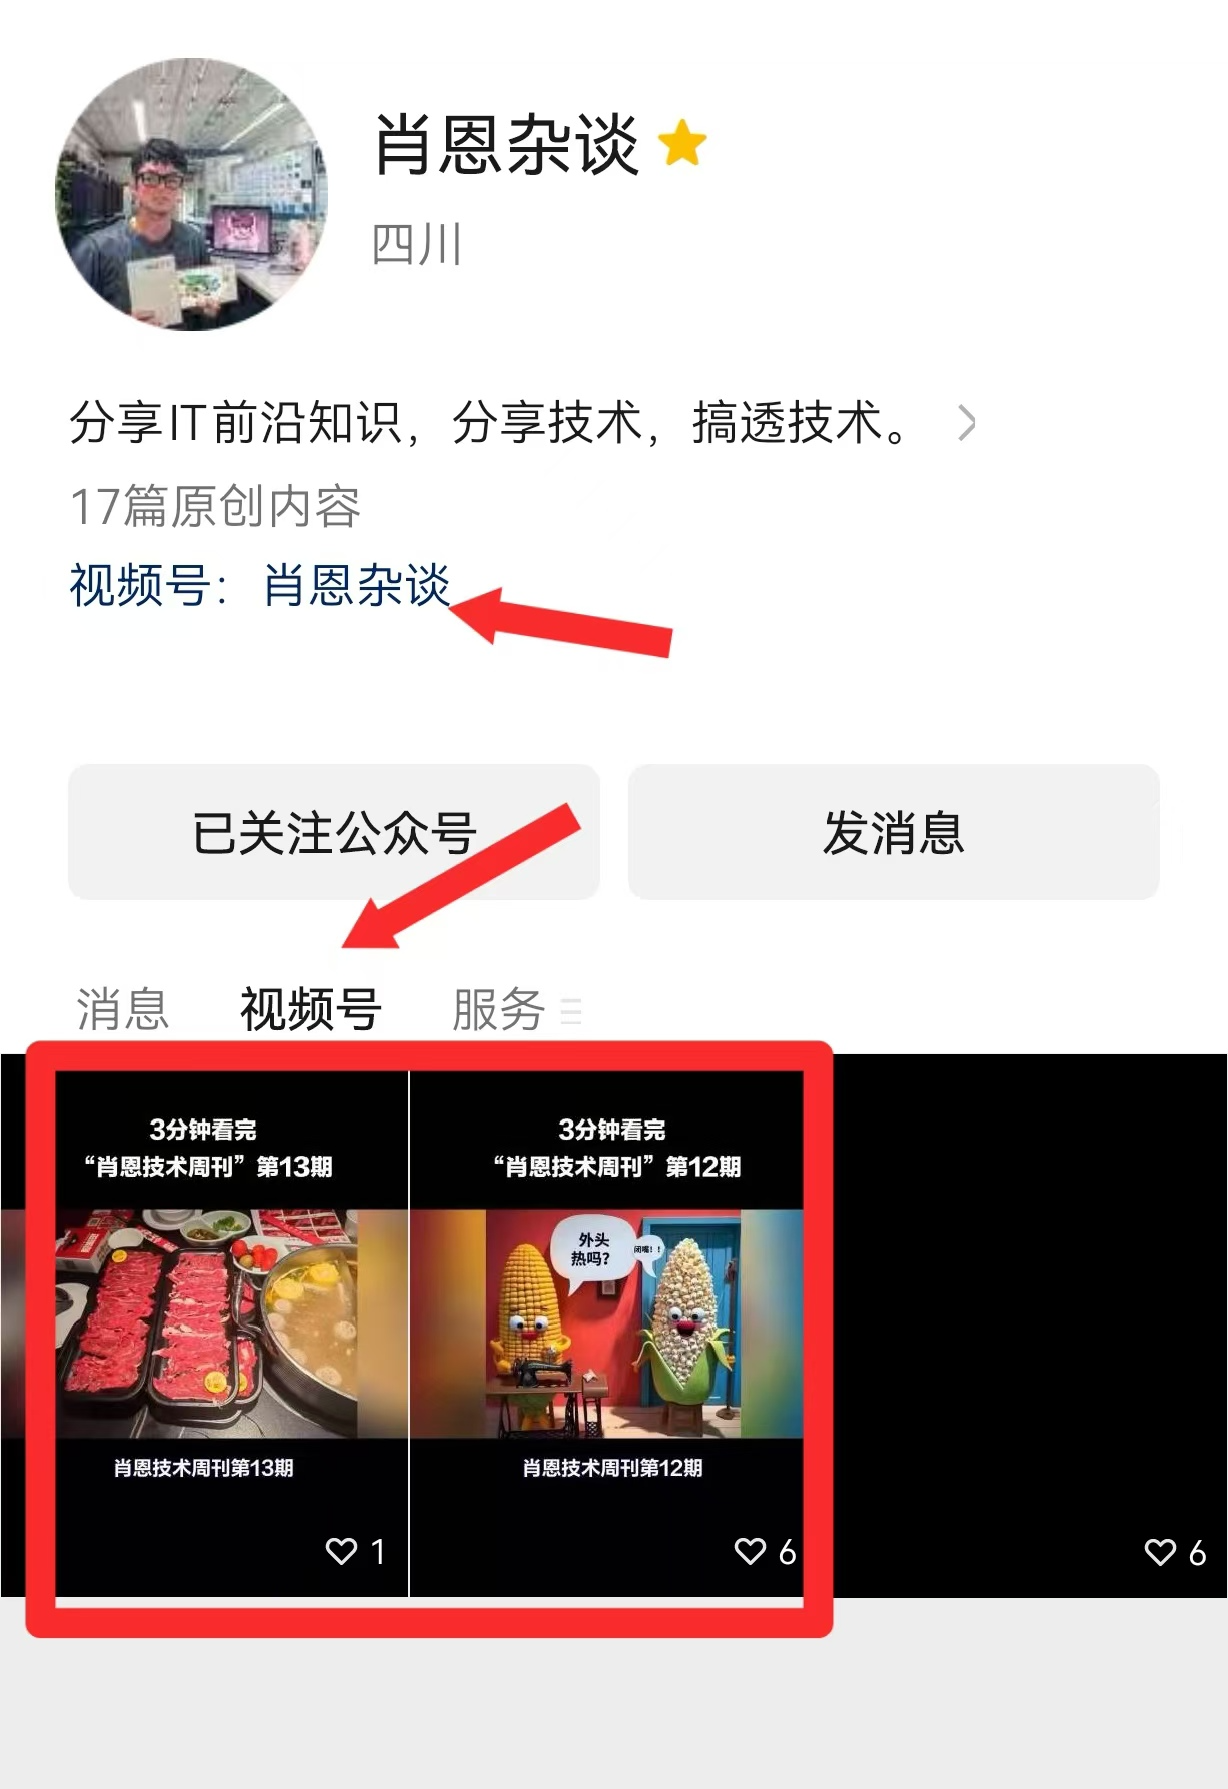 肖恩杂谈
四川
分享IT前沿知识，分享技术，搞透技术。
17篇原创内容
视频号：肖恩杂谈
已关注公众号
发消息
消息
视频号
服务
3分钟看完
“肖恩技术周刊”第13期
肖恩技术周刊第13期
1
3分钟看完
“肖恩技术周刊”第12期
外头
热吗？
闭嘴！！
肖恩技术周刊第12期
6
6